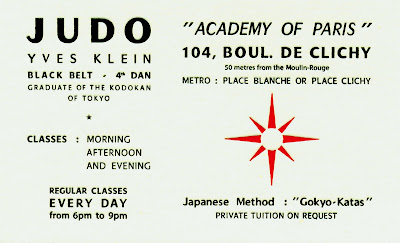 JUDO
YVES KLEIN
BLACK BELT - 4th DAN
GRADUATE OF THE KODOKAN
OF TOKYO
CLASSES : MORNING
AFTERNOON
AND EVENING
REGULAR CLASSES
EVERY DAY
from 6pm to 9pm
"ACADEMY OF PARIS"
104, BOUL. DE CLICHY
50 metres from the Moulin-Rouge
METRO : PLACE BLANCHE OR PLACE CLICHY
Japanese Method : "Gokyo-Katas"
PRIVATE TUITION ON REQUEST